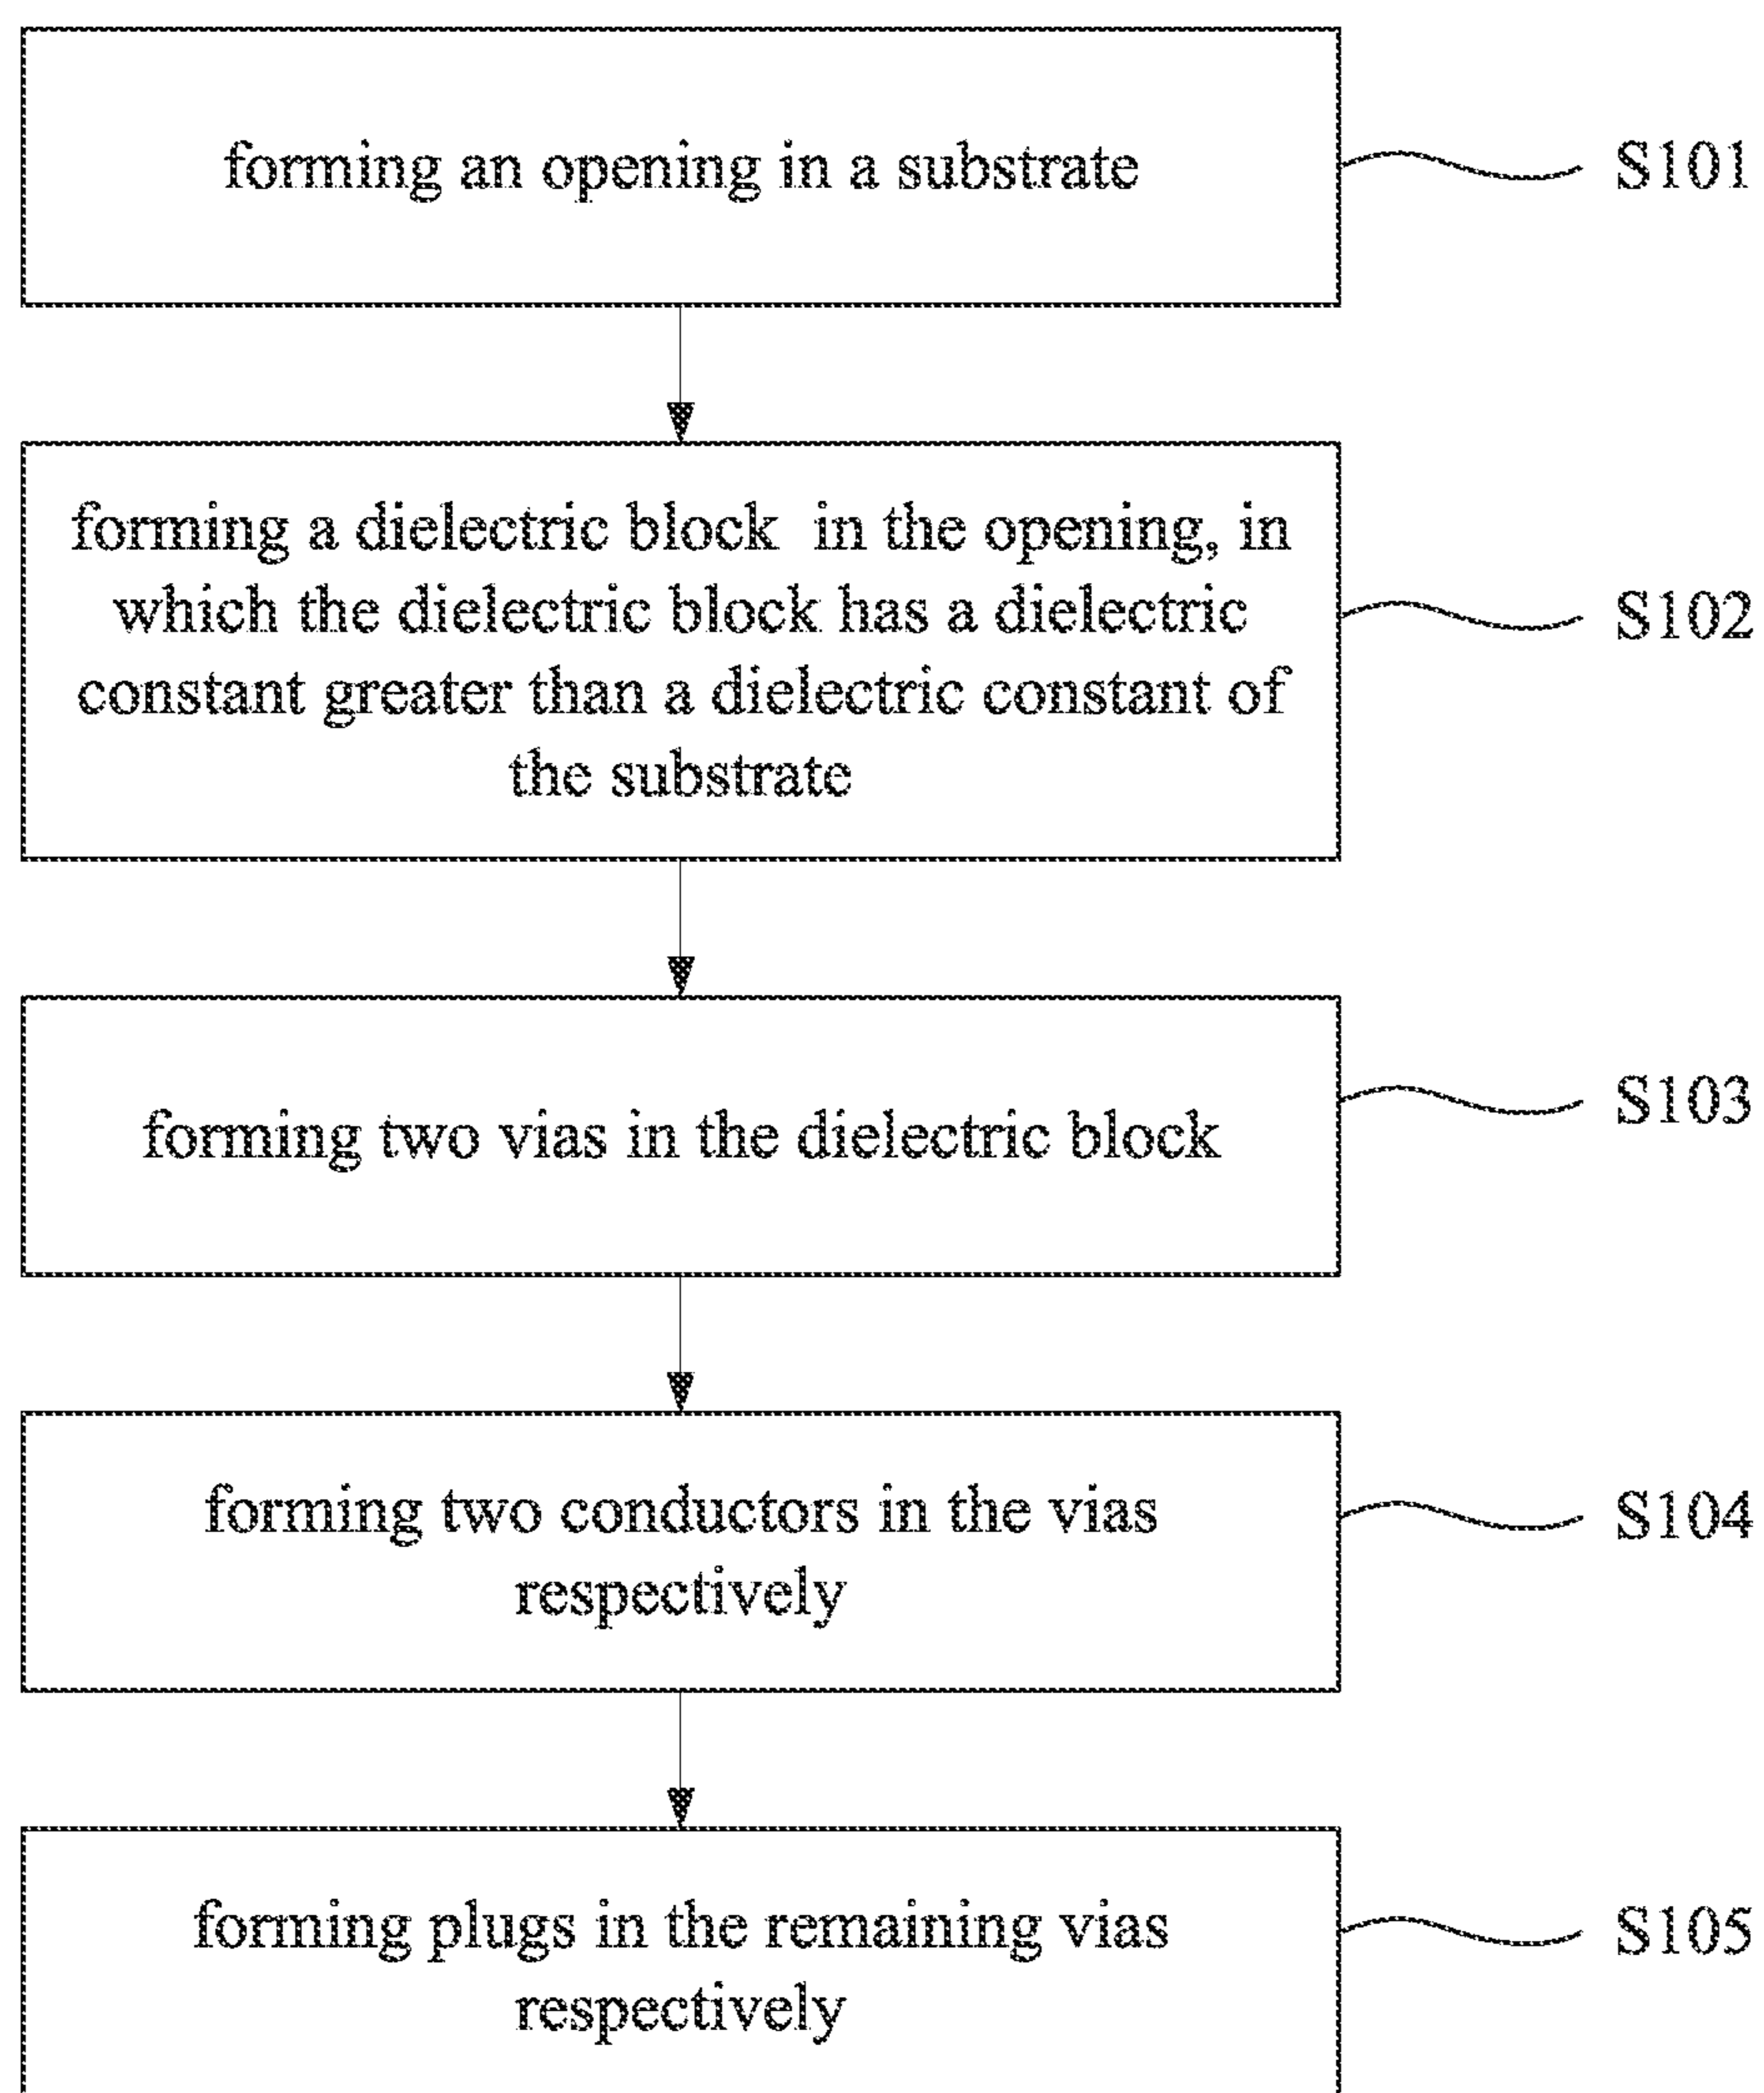 forming an opening in a substrate
S101
forming a dielectric block in the opening, in
which the dielectric block has a dielectric
constant greater than a dielectric constant of
the substrate
S102
forming two vias in the dielectric block
S103
forming two conductors in the vias
respectively
S104
forming plugs in the remaining vias
respectively
S105